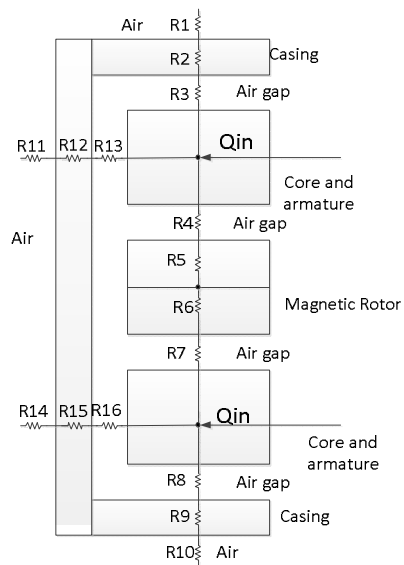 Air R1
R2 Casing
R3 Air gap
R11 R12 R13 Qin
Core and
armature
R4 Air gap
Air
R5
R6 Magnetic Rotor
R7 Air gap
R14 R15 R16 Qin
Core and
armature
R8 Air gap
R9 Casing
R10 Air